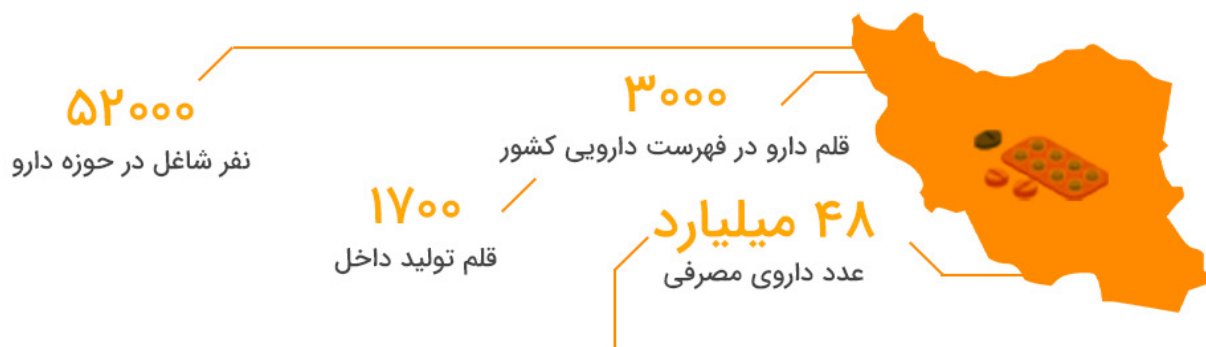 ۳۰۰۰
قلم دارو در فهرست دارویی کشور
۵۲۰۰۰
نفر شاغل در حوزه دارو
۴۸ میلیارد
عدد داروی مصرفی
۱۷۰۰
قلم تولید داخل